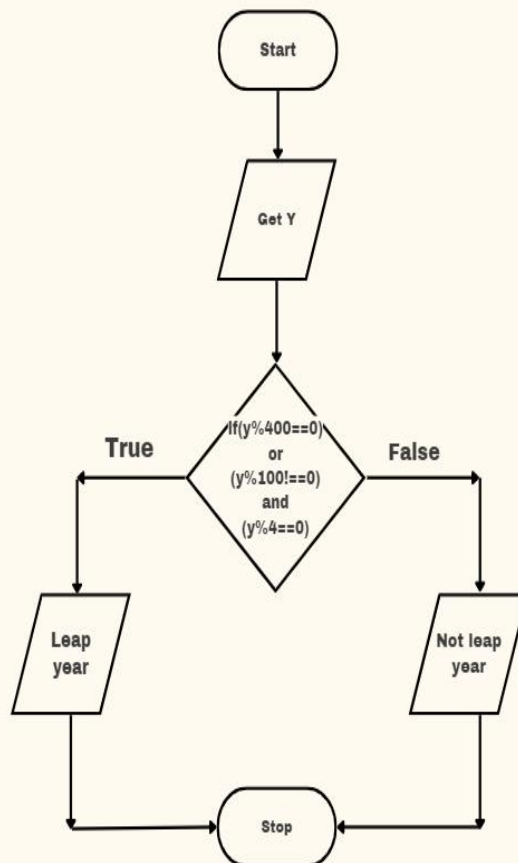 Start
Get Y
If(y%400==0)
or
(y%100!==0)
and
(y%4==0)
True
False
Leap
year
Not leap
year
Stop